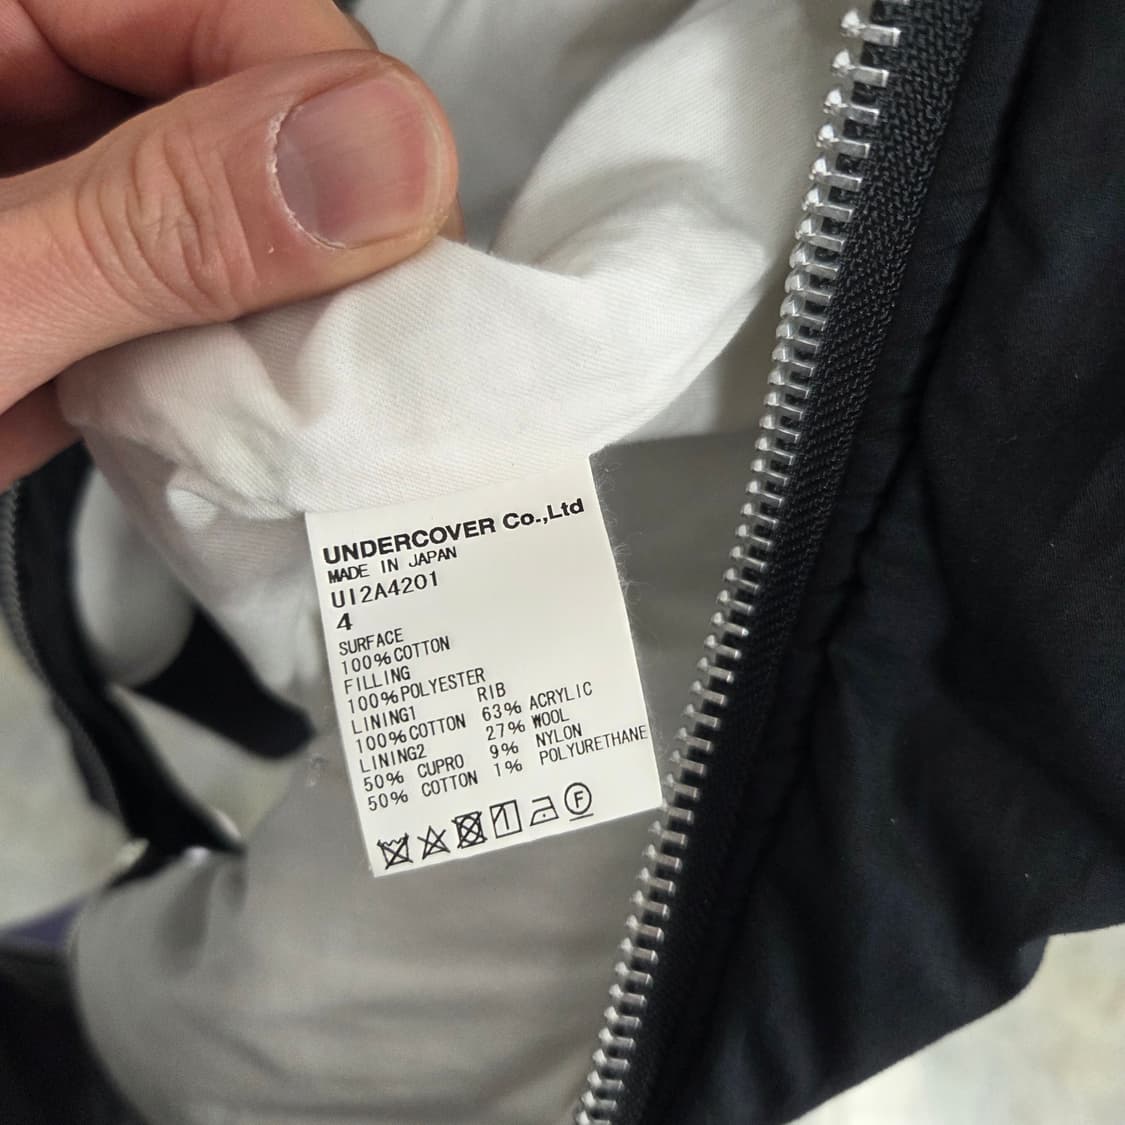 UNDERCOVER Co.,Ltd
MADE IN JAPAN
UI2A4201
4
SURFACE
100%COTTON
FILLING
100%POLYESTER
LINING1
100%COTTON
LINING2
50% CUPRO
50% COTTON
RIB
63% ACRYLIC
27% WOOL
9% NYLON
1% POLYURETHANE
F